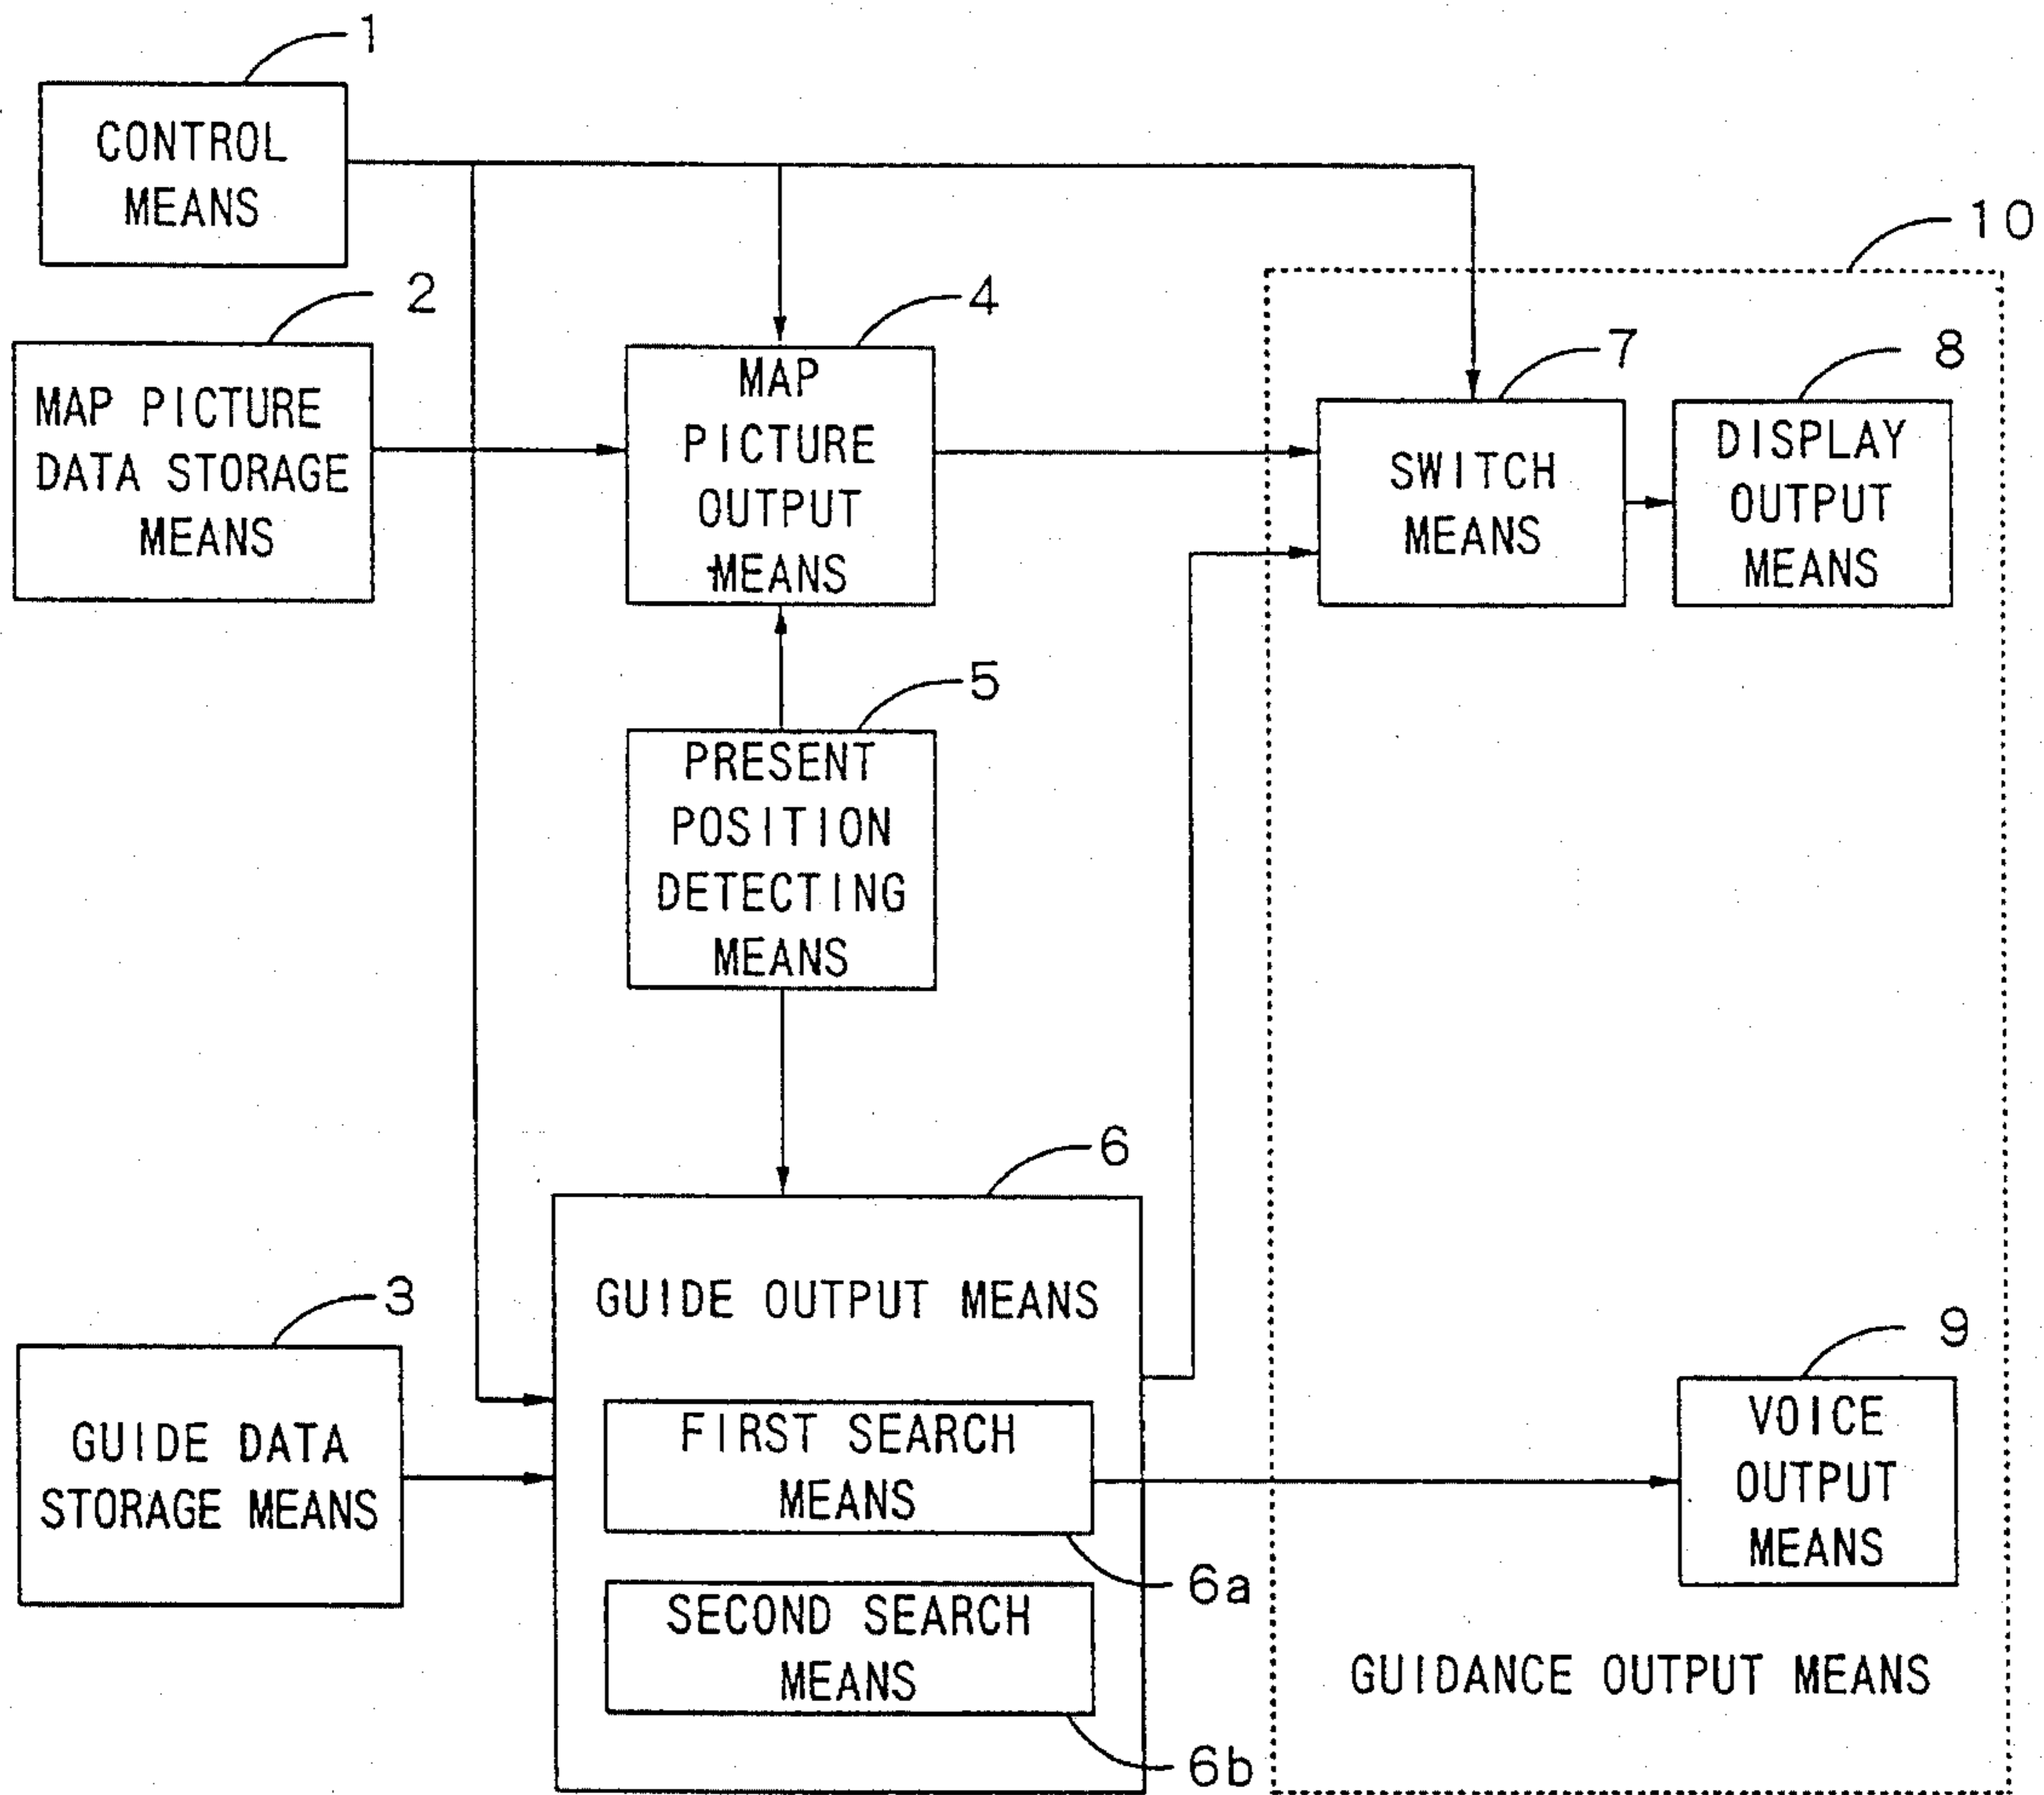 1
CONTROL
MEANS
10
2
MAP PICTURE
DATA STORAGE
MEANS
4
MAP
PICTURE
OUTPUT
MEANS
7
SWITCH
MEANS
8
DISPLAY
OUTPUT
MEANS
5
PRESENT
POSITION
DETECTING
MEANS
6
GUIDE OUTPUT MEANS
3
GUIDE DATA
STORAGE MEANS
FIRST SEARCH
MEANS
6a
SECOND SEARCH
MEANS
6b
9
VOICE
OUTPUT
MEANS
GUIDANCE OUTPUT MEANS